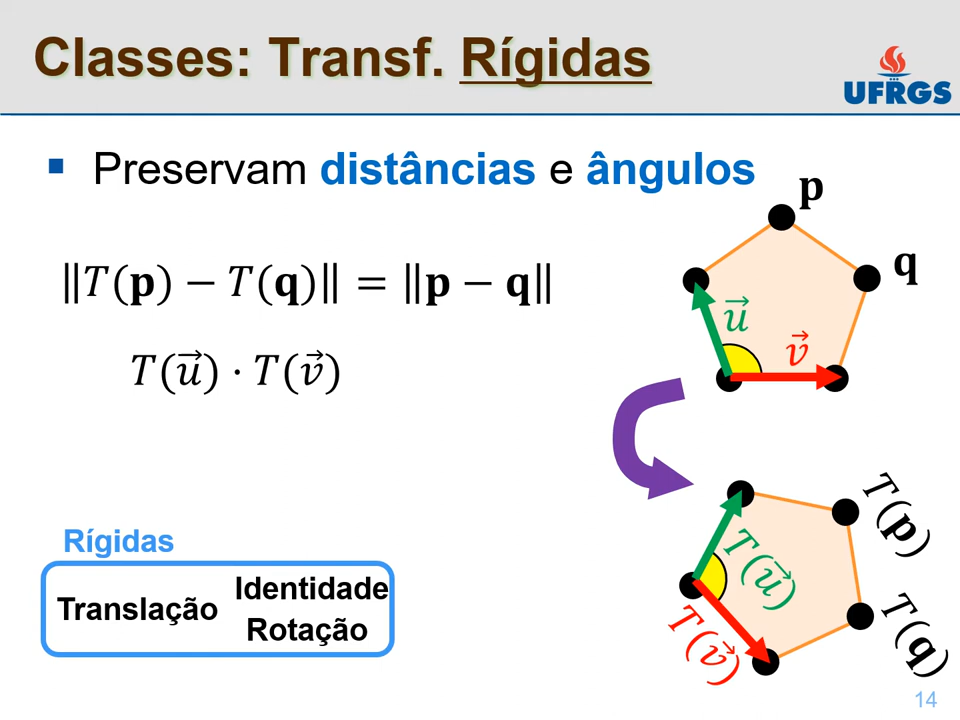 Classes: Transf. Rígidas
UFRGS
Preservam distâncias e ângulos
p
q
‖T(p) − T(q)‖ = ‖p − q‖
u⃗
v⃗
T(u⃗) · T(v⃗)
T(p)
T(u⃗)
T(q)
T(v⃗)
Rígidas
Translação
Identidade
Rotação
14